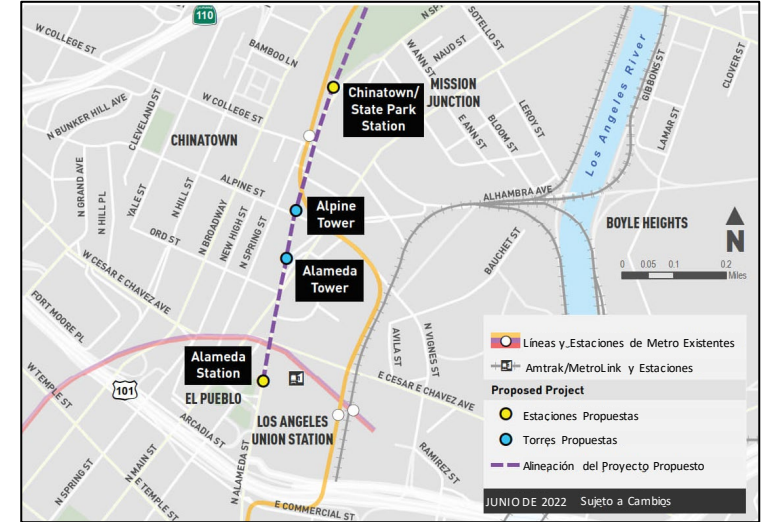 CALIFORNIA
110
W COLLEGE ST
BAMBOO LN
N SP
SOTELLO ST
NAUD ST
W ANN ST
MISSION
JUNCTION
Chinatown/
State Park
Station
LEROY ST
BLOOM ST
E ANN ST
Los Angeles River
GIBBONS ST
CLOVER ST
LAMAR ST
N BUNKER HILL AVE
CLEVELAND ST
W COLLEGE ST
CHINATOWN
ALPINE ST
N GRAND AVE
N HILL PL
YALE ST
N HILL ST
ORD ST
N BROADWAY
NEW HIGH ST
N SPRING ST
Alpine
Tower
ALHAMBRA AVE
BOYLE HEIGHTS
N
0 0.05 0.1 0.2
Miles
Alameda
Tower
BAUCHET ST
W CESAR E CHAVEZ AVE
FORT MOORE PL
W TEMPLE ST
101
Alameda
Station
EL PUEBLO
AVILA ST
N VIGNES ST
E CESAR E CHAVEZ AVE
LOS ANGELES
UNION STATION
ARCADIA ST
N MAIN ST
N SPRING ST
E TEMPLE ST
N ALAMEDA ST
RAMIREZ ST
E COMMERCIAL ST
Líneas y Estaciones de Metro Existentes
Amtrak/MetroLink y Estaciones
Proposed Project
Estaciones Propuestas
Torres Propuestas
Alineación del Proyecto Propuesto
JUNIO DE 2022 Sujeto a Cambios